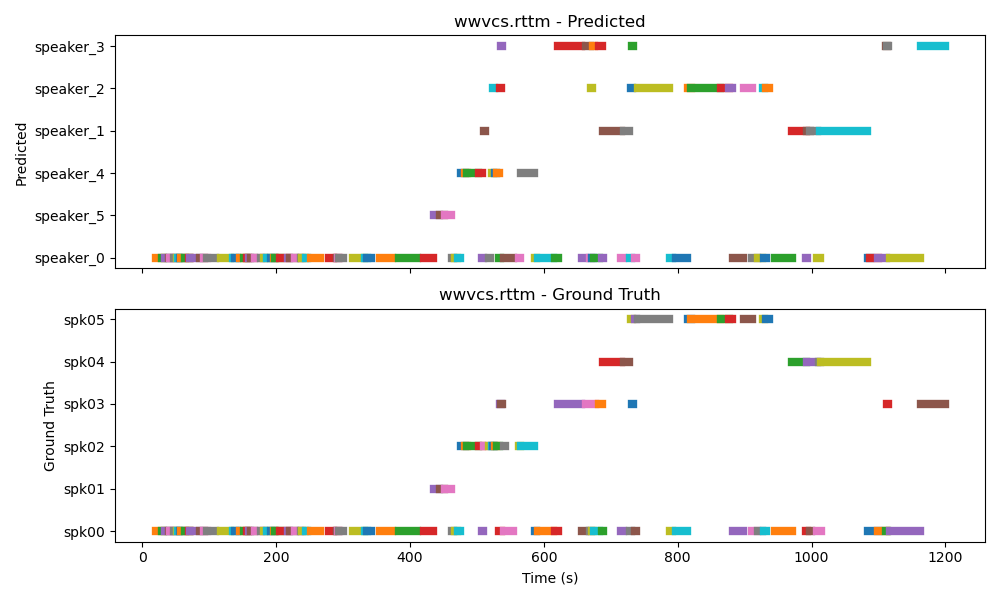 wwvcs.rttm - Predicted
Predicted
speaker_3
speaker_2
speaker_1
speaker_4
speaker_5
speaker_0
wwvcs.rttm - Ground Truth
Ground Truth
spk05
spk04
spk03
spk02
spk01
spk00
0 200 400 600 800 1000 1200
Time (s)